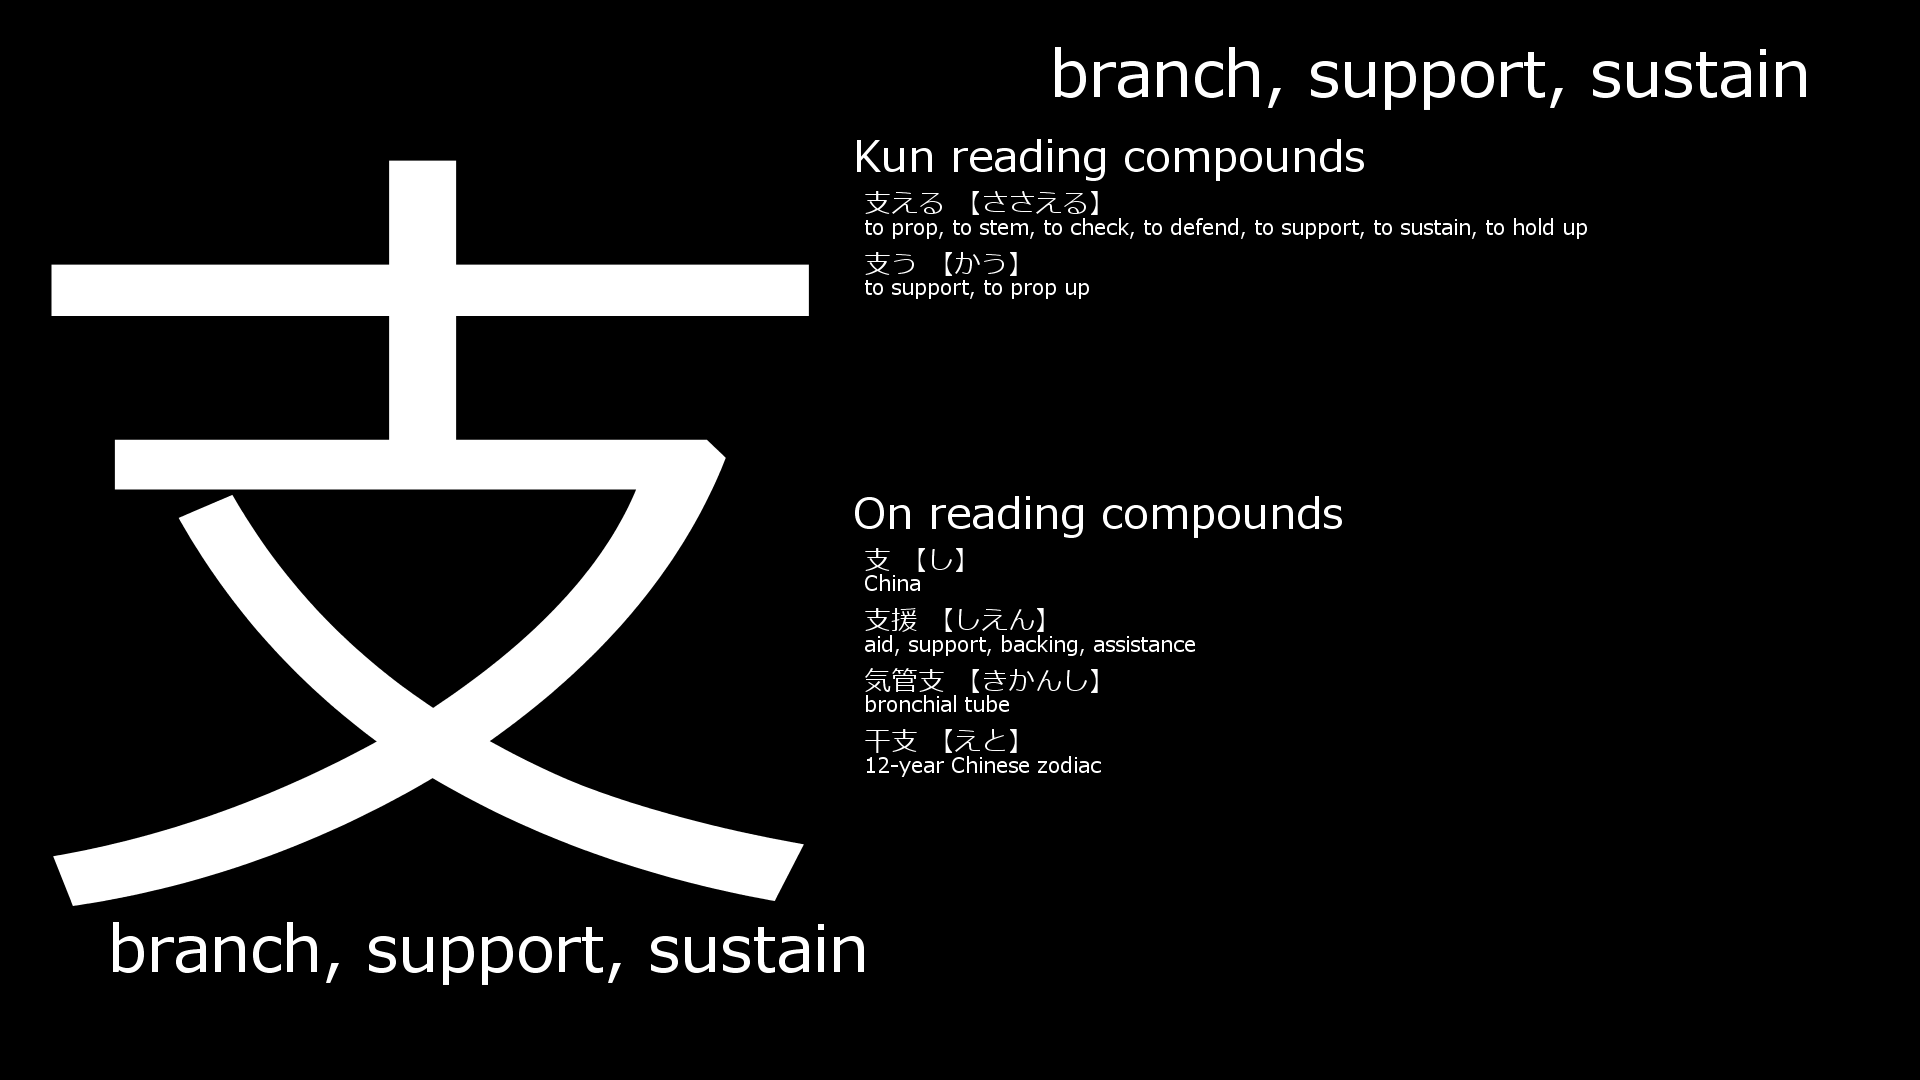 支
branch, support, sustain
branch, support, sustain
Kun reading compounds
支える 【ささえる】
to prop, to stem, to check, to defend, to support, to sustain, to hold up
支う 【かう】
to support, to prop up
On reading compounds
支 【し】
China
支援 【しえん】
aid, support, backing, assistance
気管支 【きかんし】
bronchial tube
干支 【えと】
12-year Chinese zodiac